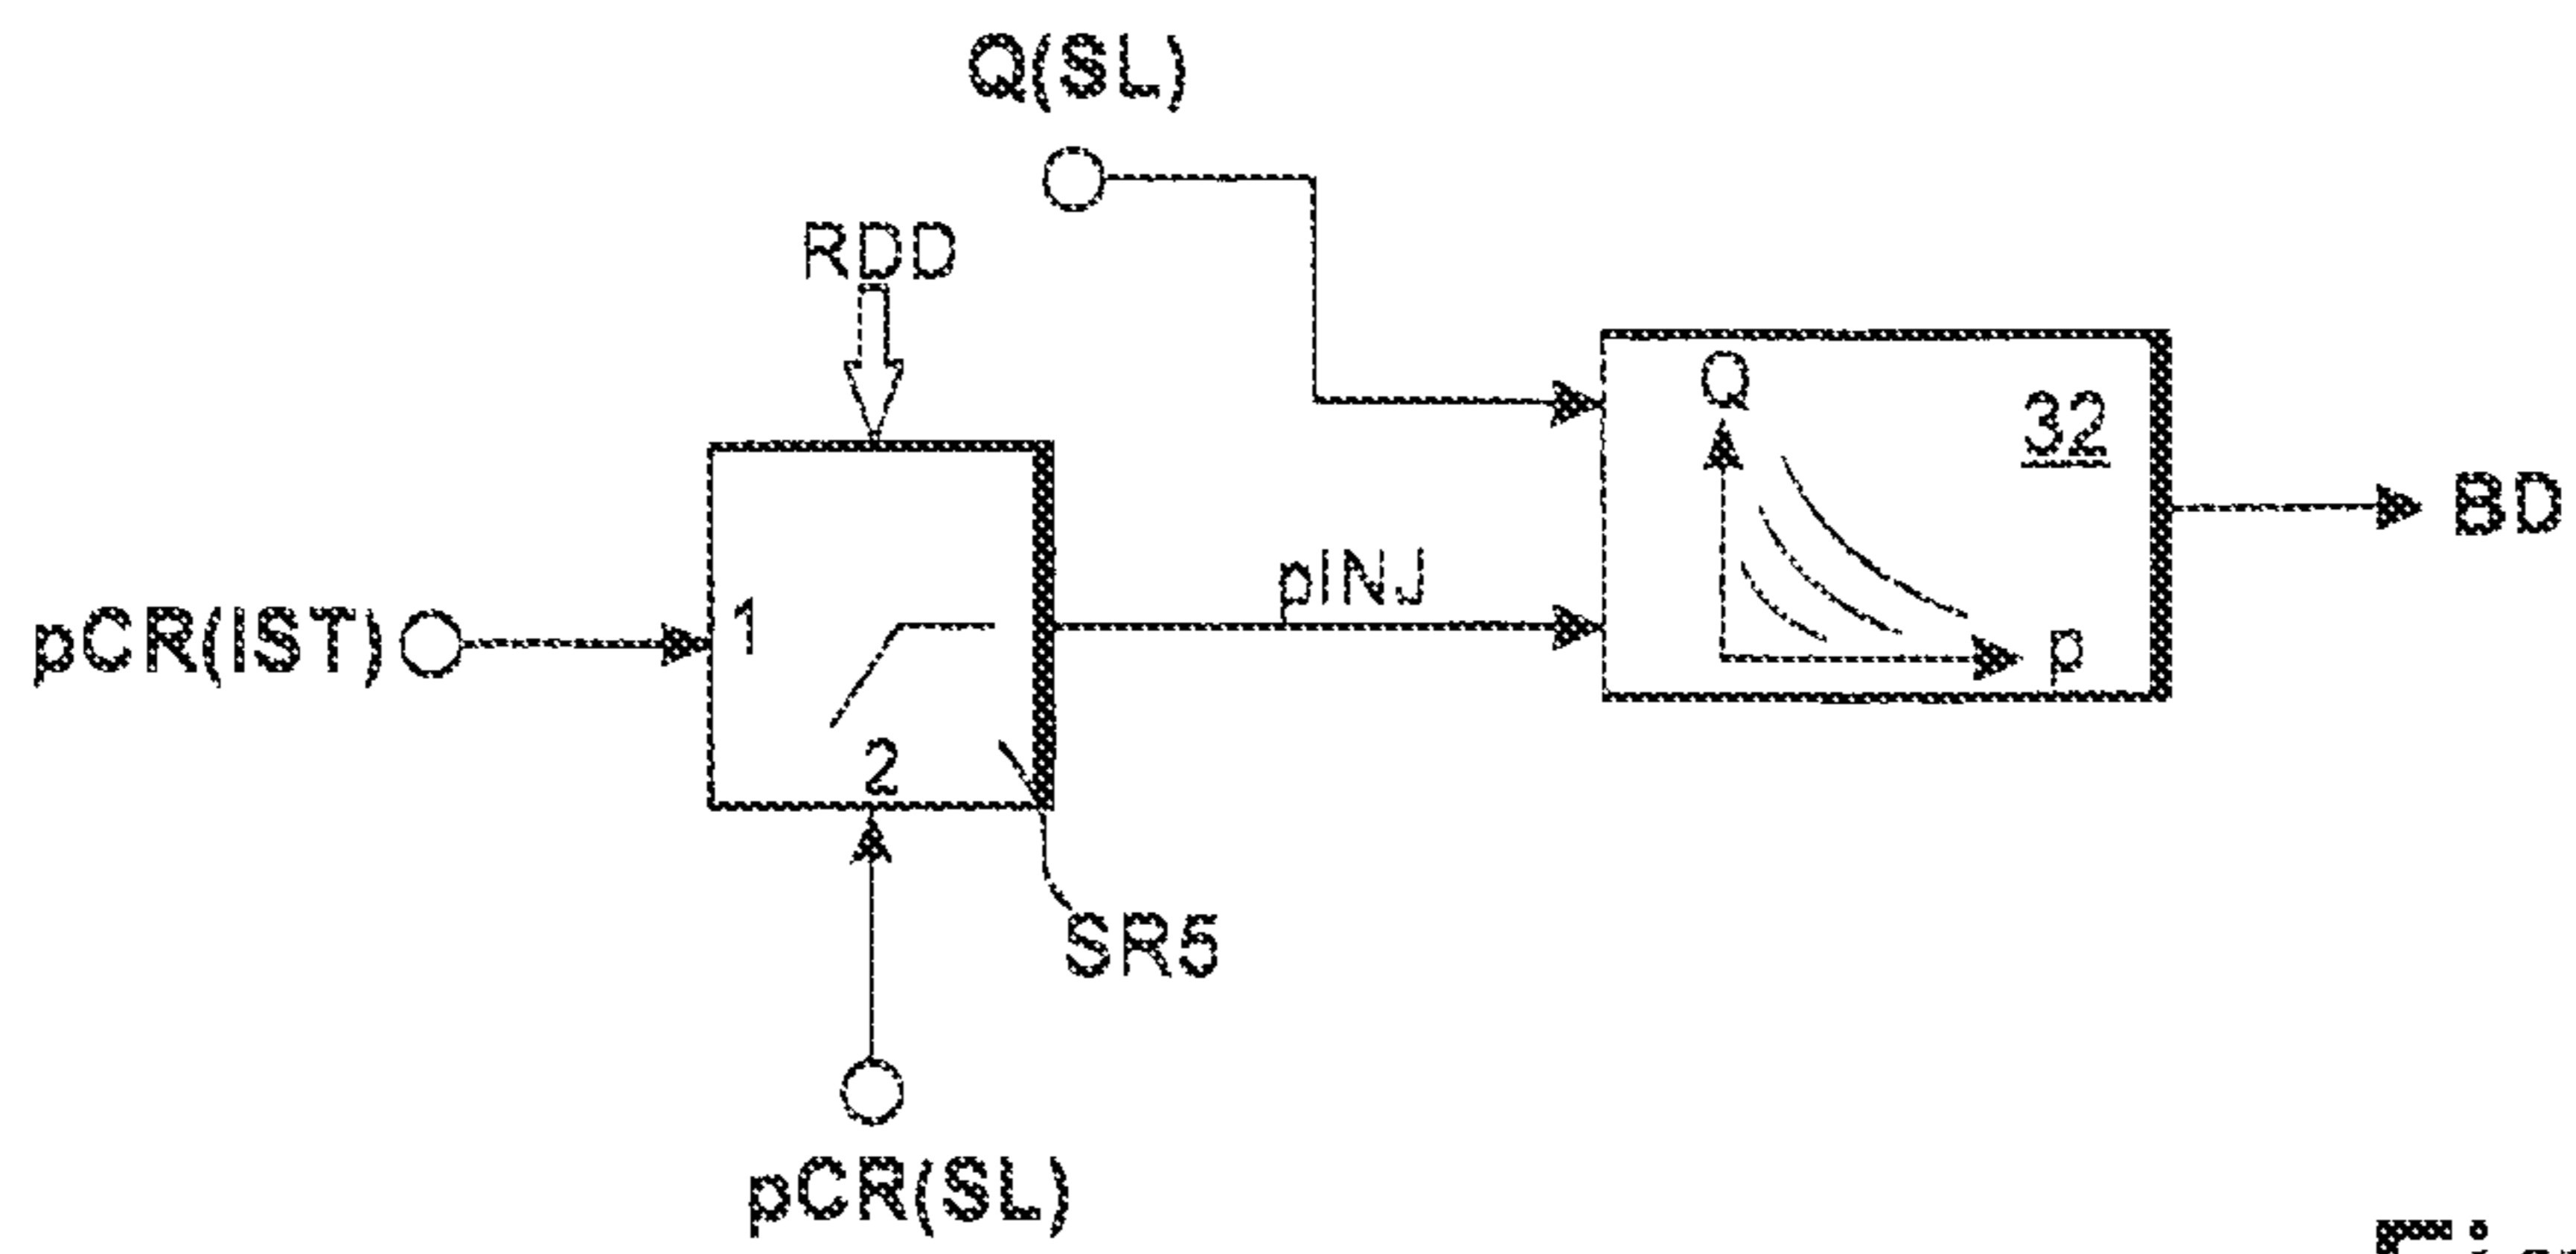 Q(SL)
RDD
Q
32
BD
pINJ
pCR(IST)
1
p
2
SR5
pCR(SL)